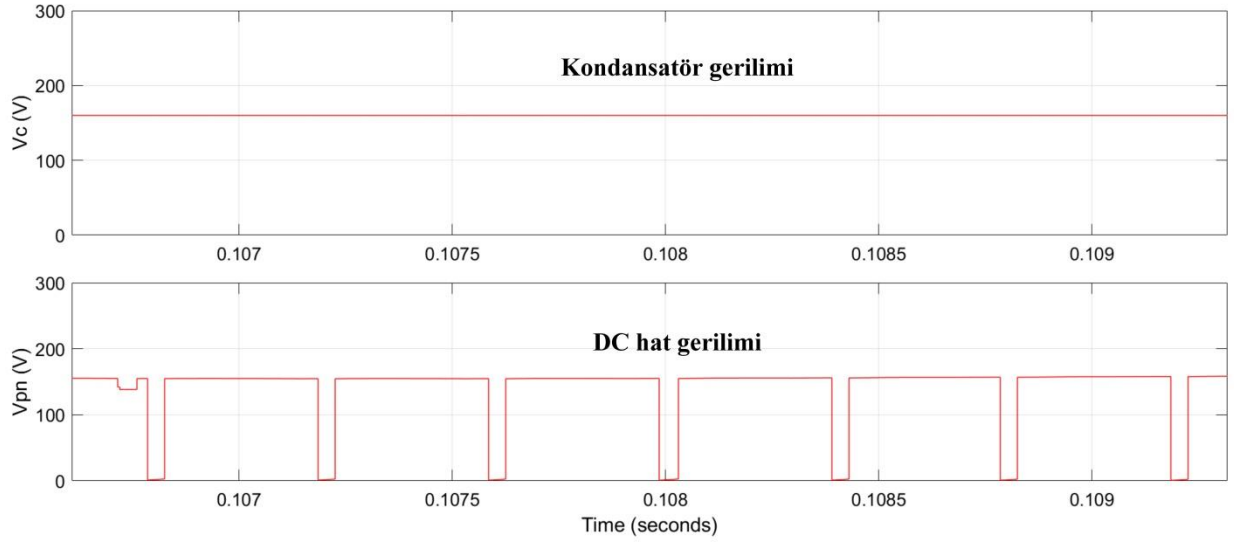 300
200
100
0
Vc (V)
Kondansatör gerilimi
0.107 0.1075 0.108 0.1085 0.109
300
200
100
0
Vpn (V)
DC hat gerilimi
0.107 0.1075 0.108 0.1085 0.109
Time (seconds)